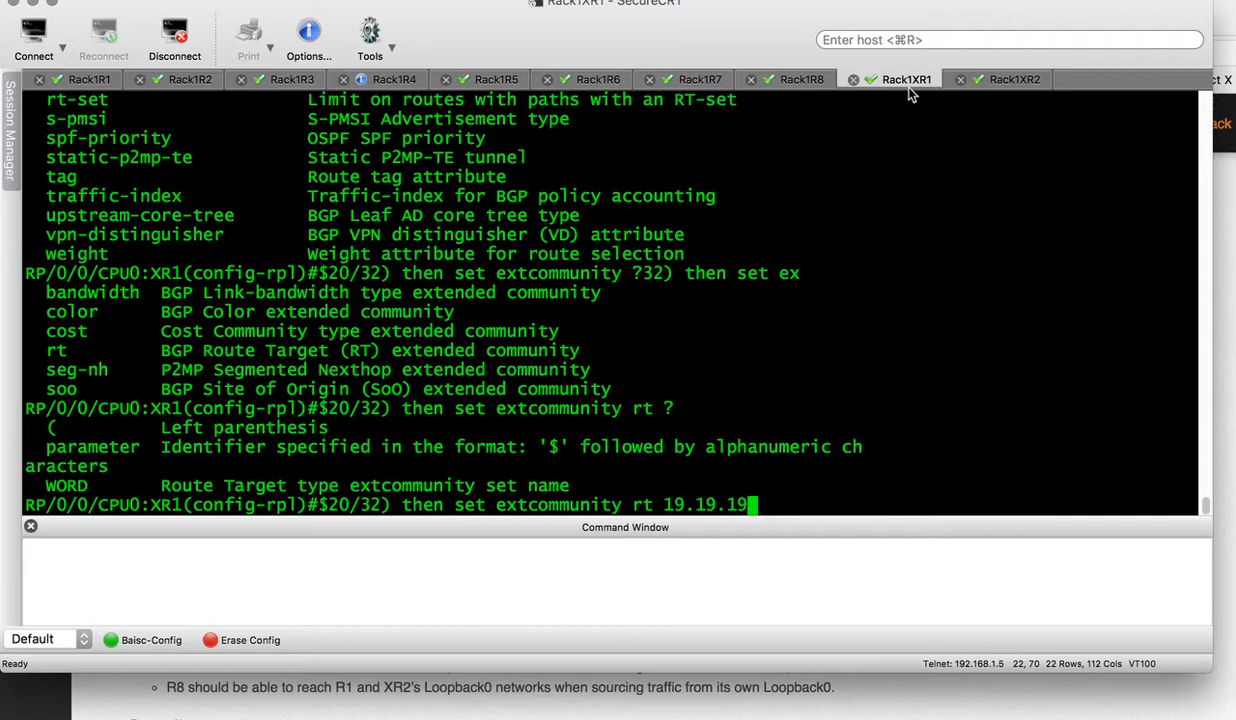 Rack1XR1 - SecureCRT
Connect
Reconnect
Disconnect
Print
Options...
Tools
Enter host <⌘R>
Rack1R1
Rack1R2
Rack1R3
Rack1R4
Rack1R5
Rack1R6
Rack1R7
Rack1R8
Rack1XR1
Rack1XR2
ct X
ack
Session Manager
rt-set Limit on routes with paths with an RT-set
s-pmsi S-PMSI Advertisement type
spf-priority OSPF SPF priority
static-p2mp-te Static P2MP-TE tunnel
tag Route tag attribute
traffic-index Traffic-index for BGP policy accounting
upstream-core-tree BGP Leaf AD core tree type
vpn-distinguisher BGP VPN distinguisher (VD) attribute
weight Weight attribute for route selection
RP/0/0/CPU0:XR1(config-rpl)#$20/32) then set extcommunity ?32) then set ex
bandwidth BGP Link-bandwidth type extended community
color BGP Color extended community
cost Cost Community type extended community
rt BGP Route Target (RT) extended community
seg-nh P2MP Segmented Nexthop extended community
soo BGP Site of Origin (SoO) extended community
RP/0/0/CPU0:XR1(config-rpl)#$20/32) then set extcommunity rt ?
( Left parenthesis
parameter Identifier specified in the format: '$' followed by alphanumeric ch
aracters
WORD Route Target type extcommunity set name
RP/0/0/CPU0:XR1(config-rpl)#$20/32) then set extcommunity rt 19.19.19
Command Window
Default
Baisc-Config
Erase Config
Ready
Telnet: 192.168.1.5 22, 70 22 Rows, 112 Cols VT100
R8 should be able to reach R1 and XR2's Loopback0 networks when sourcing traffic from its own Loopback0.